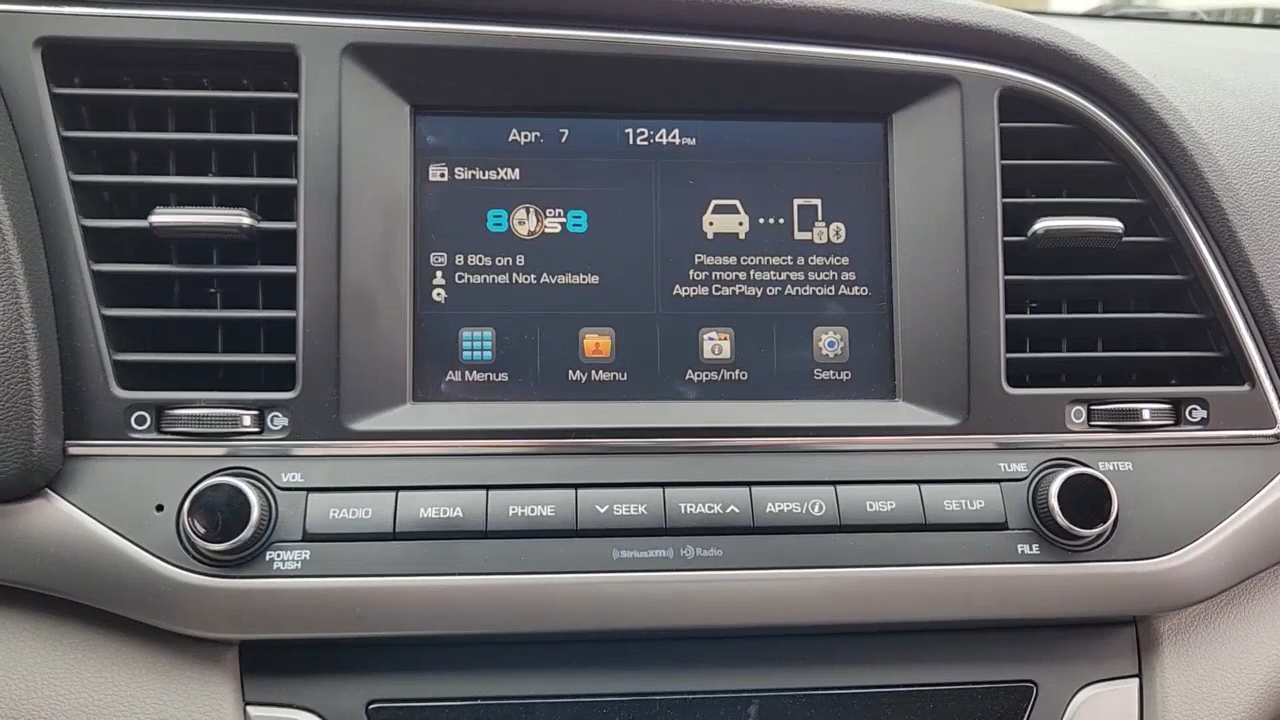 Apr. 7 12:44PM
SiriusXM
8 on 8
CH 8 80s on 8
Channel Not Available
Please connect a device
for more features such as
Apple CarPlay or Android Auto.
All Menus My Menu Apps/Info Setup
VOL
TUNE ENTER
RADIO MEDIA PHONE SEEK TRACK APPS/i DISP SETUP
POWER
PUSH
SiriusXM HD Radio
FILE